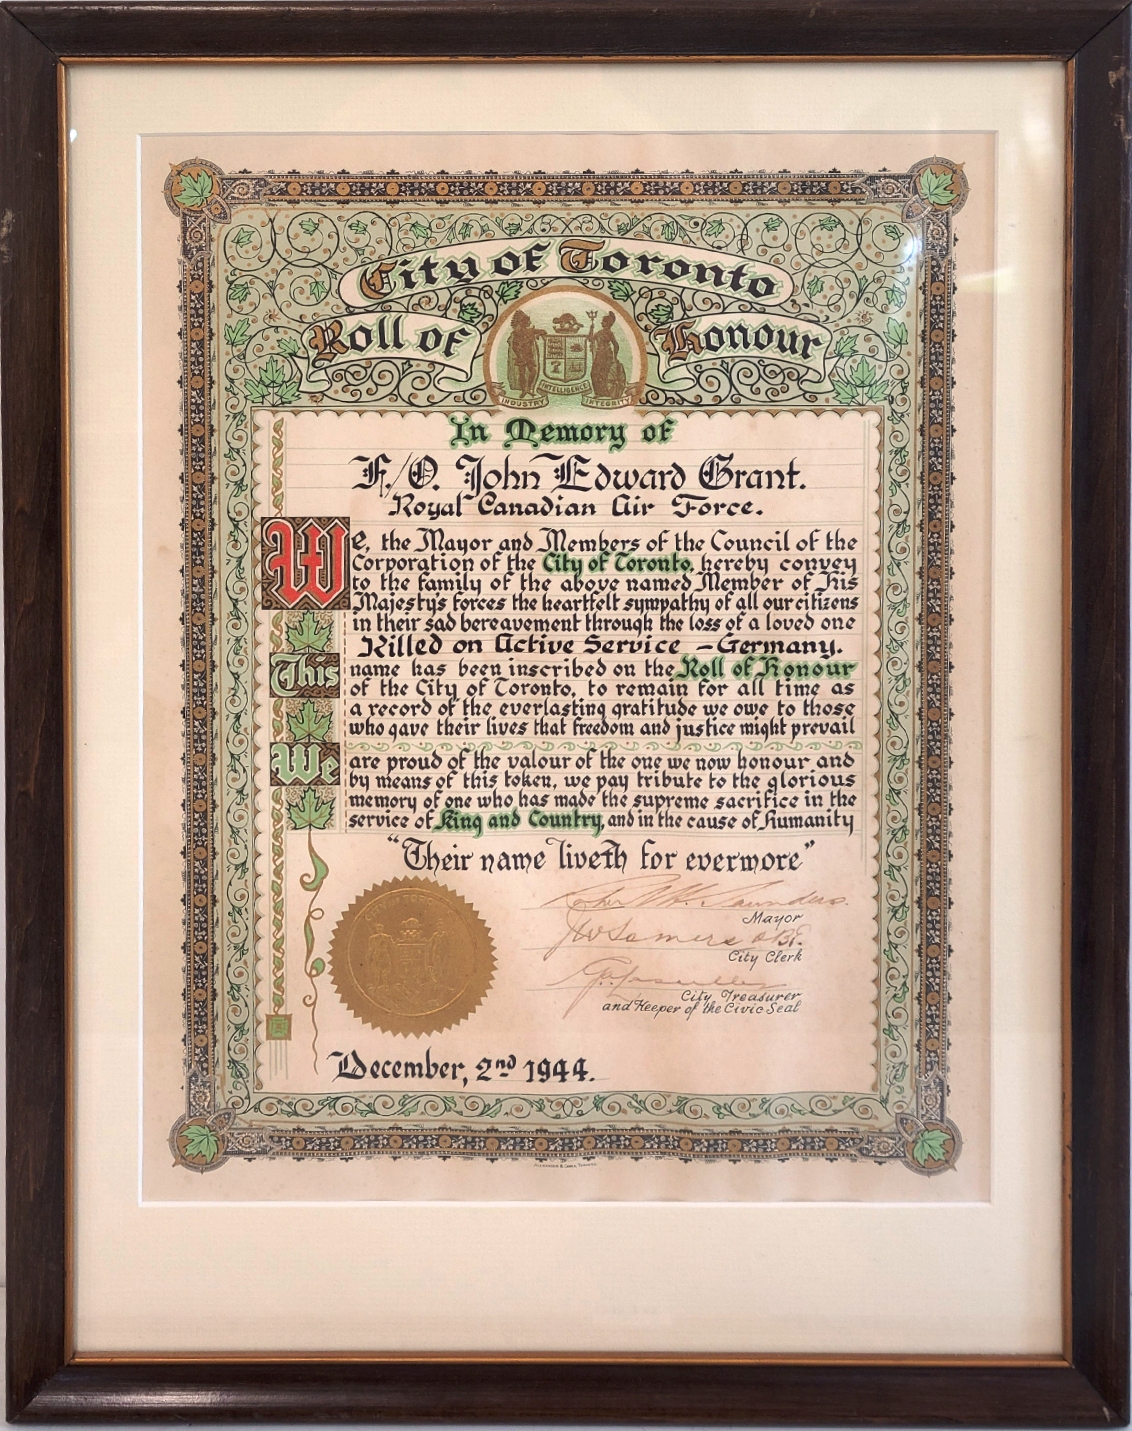 City of Toronto
Roll of Honour
INDUSTRY INTELLIGENCE INTEGRITY
In Memory of
F./O. John Edward Grant.
Royal Canadian Air Force.
We, the Mayor and Members of the Council of the
Corporation of the City of Toronto, hereby convey
to the family of the above named Member of His
Majesty's forces the heartfelt sympathy of all our citizens
in their sad bereavement through the loss of a loved one
Killed on Active Service – Germany.
This name has been inscribed on the Roll of Honour
of the City of Toronto, to remain for all time as
a record of the everlasting gratitude we owe to those
who gave their lives that freedom and justice might prevail
We are proud of the valour of the one we now honour and
by means of this token, we pay tribute to the glorious
memory of one who has made the supreme sacrifice in the
service of King and Country, and in the cause of Humanity
"Their name liveth for evermore"
CITY OF TORONTO
Saunders.
Mayor
JW Somers OBE.
City Clerk
City Treasurer
and Keeper of the Civic Seal
December, 2nd 1944.